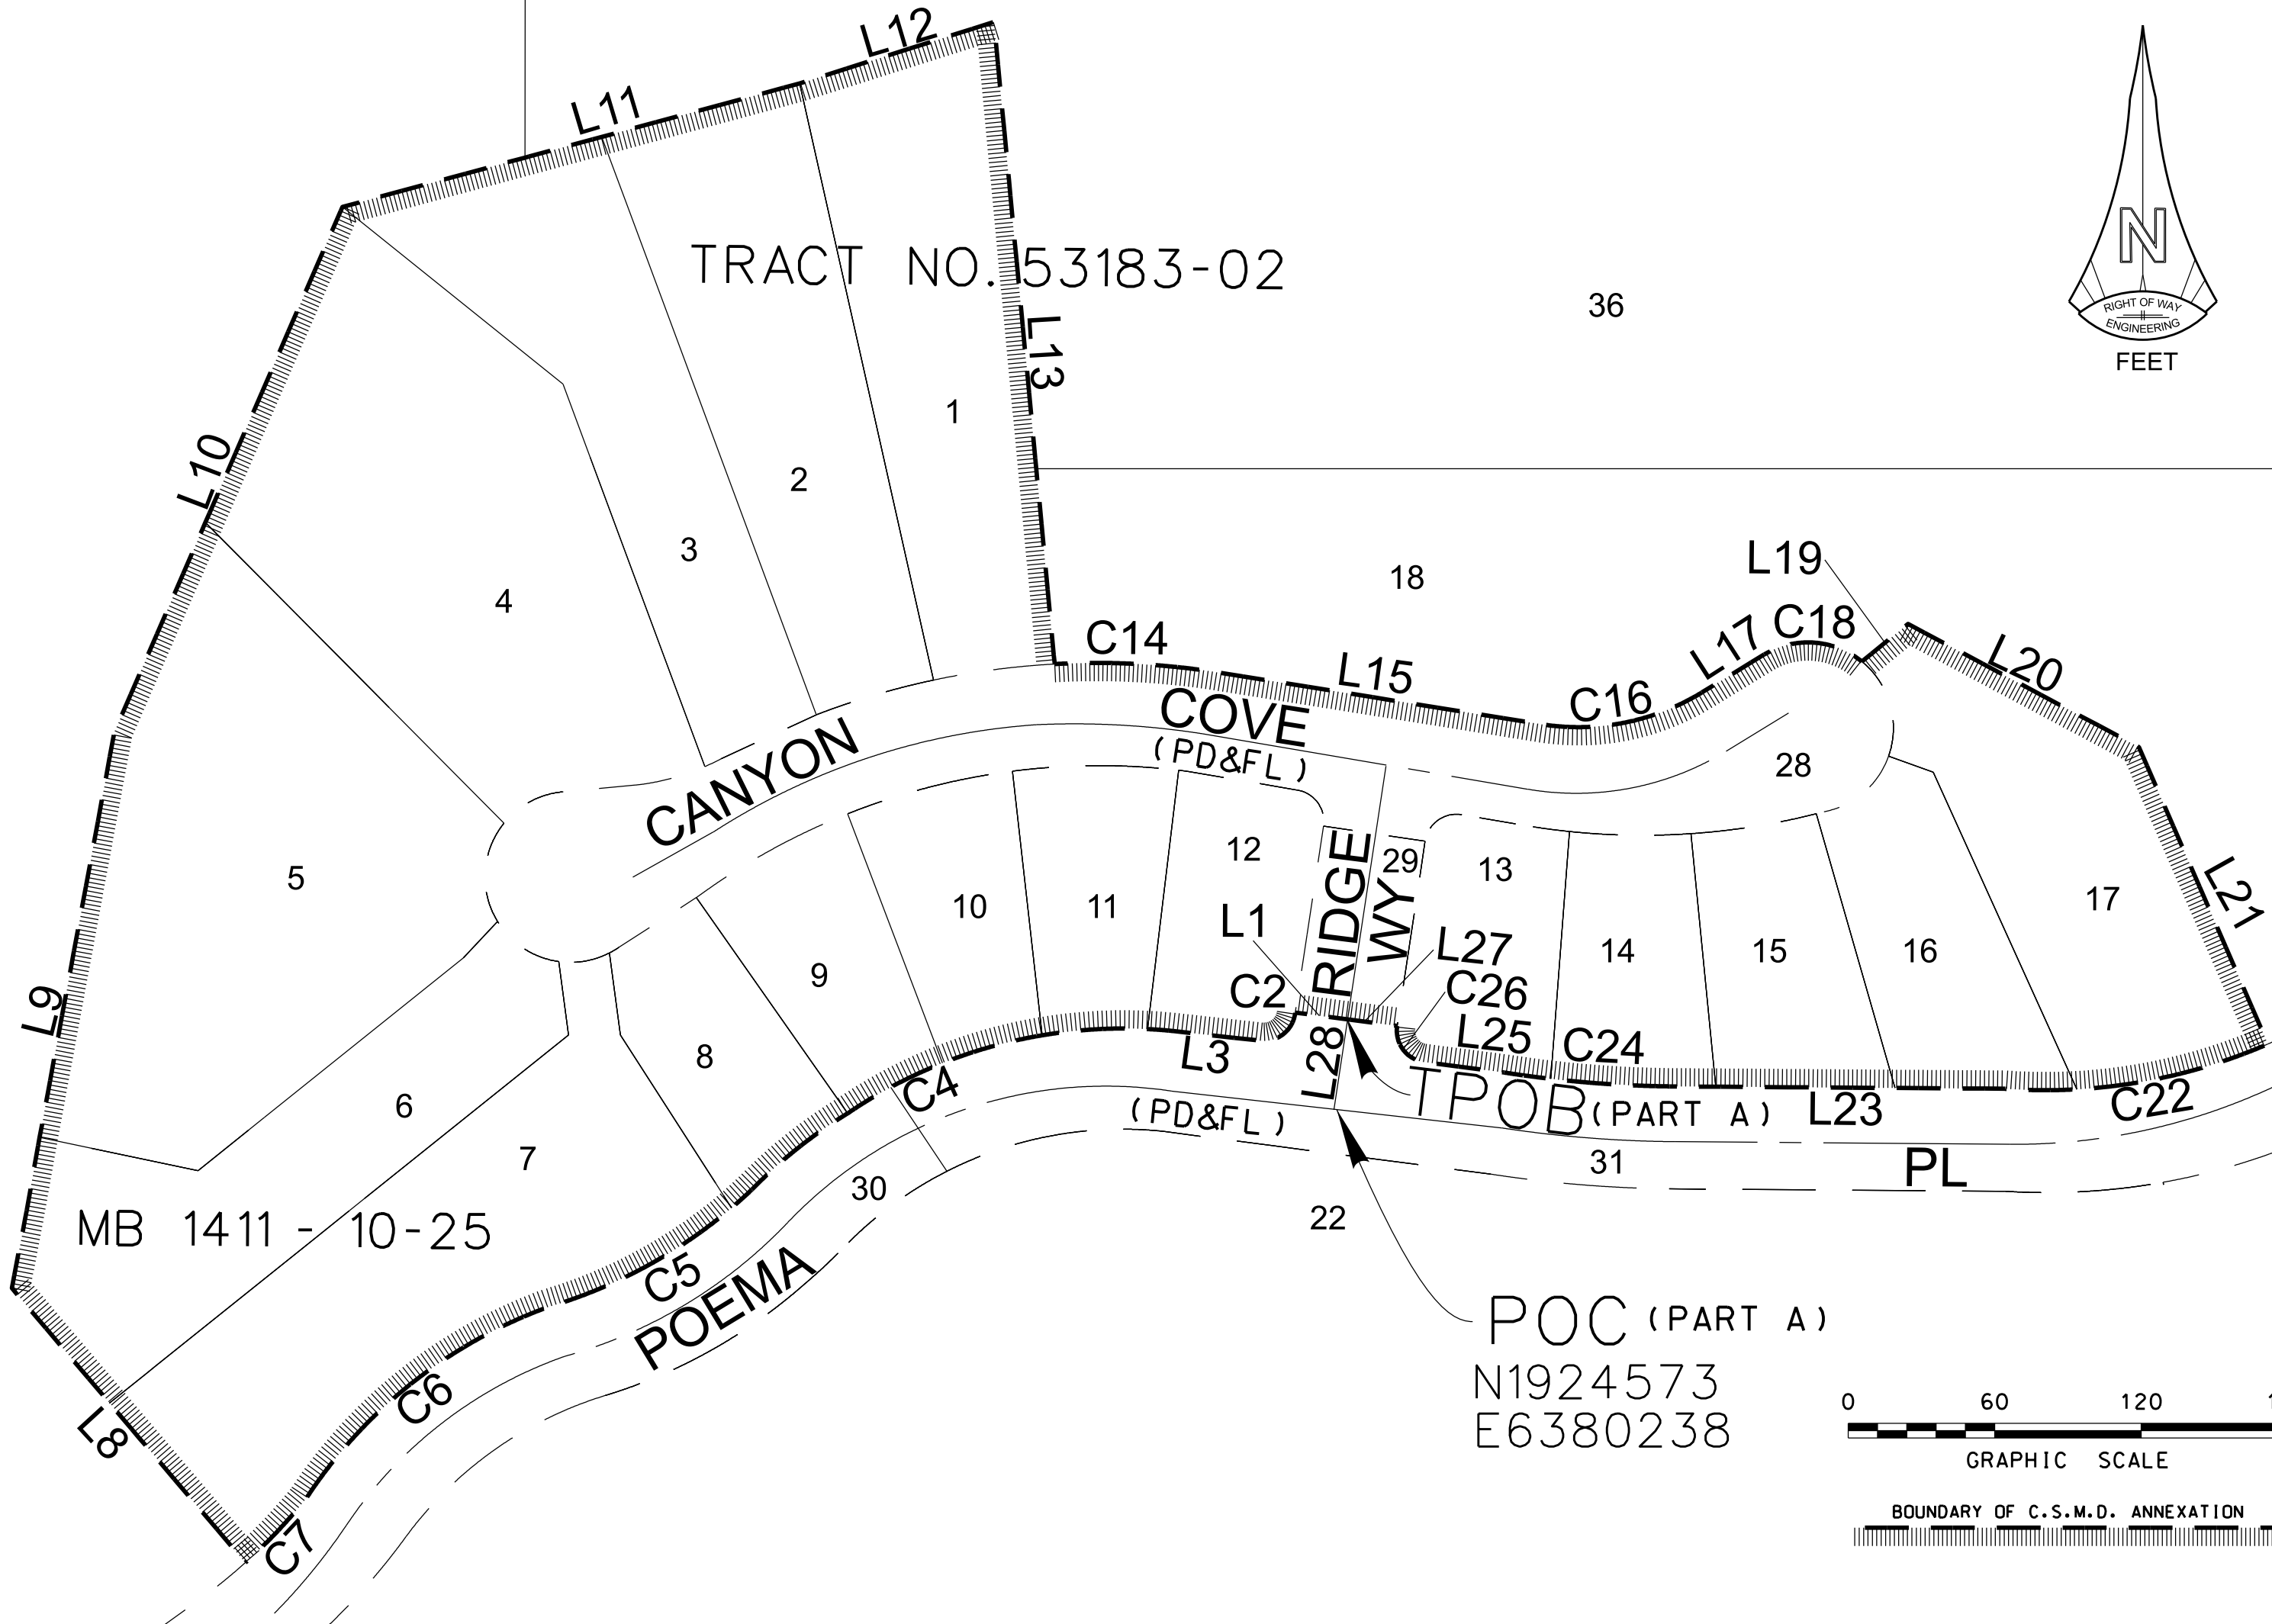 L12
L11
TRACT NO. 53183-02
36
N
RIGHT OF WAY
ENGINEERING
FEET
L13
1
L10
2
3
4
18
L19
L17
C18
L20
C14
L15
C16
COVE
(PD&FL)
CANYON
28
5
12
29
13
RIDGE
WY
L1
L27
17
L21
10
11
9
14
15
16
C2
C26
L9
L25
C24
L3
L28
8
C4
6
7
TPOB (PART A)
L23
C22
(PD&FL)
31
PL
30
22
MB 1411 - 10-25
C5
POEMA
POC (PART A)
N1924573
E6380238
C6
L8
C7
0 60 120
GRAPHIC SCALE
BOUNDARY OF C.S.M.D. ANNEXATION